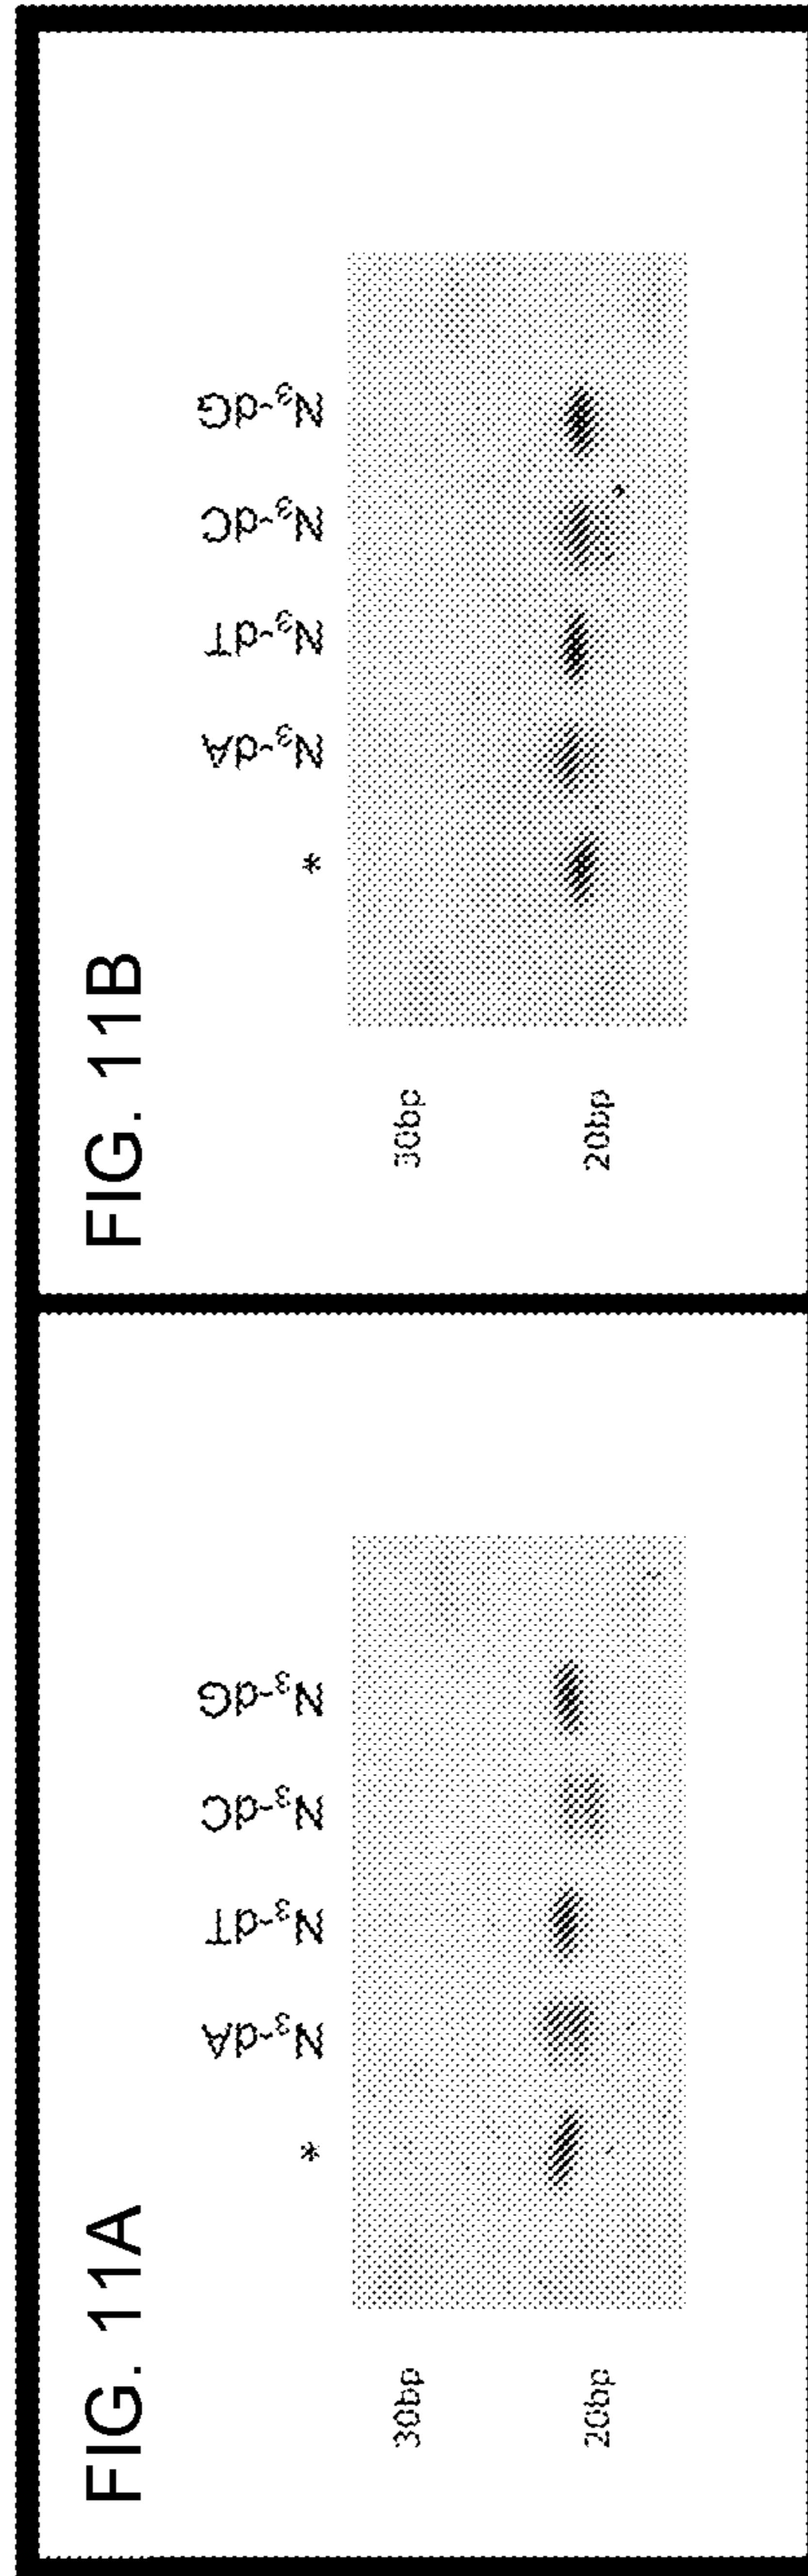 FIG. 11A
* N₃-dA N₃-dT N₃-dC N₃-dG
30bp
20bp
FIG. 11B
* N₃-dA N₃-dT N₃-dC N₃-dG
30bp
20bp